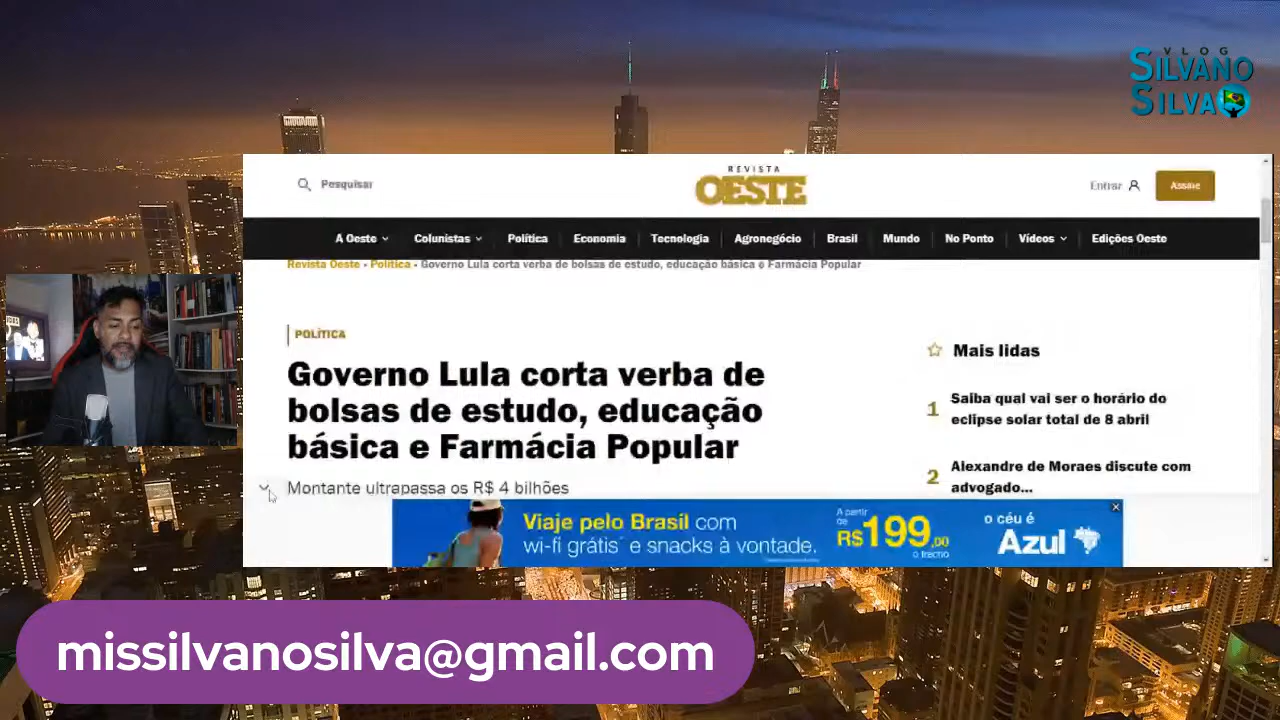 VLOG
SILVANO
SILVA
Pesquisar
REVISTA
OESTE
Entrar
Assine
A Oeste
Colunistas
Política
Economia
Tecnologia
Agronegócio
Brasil
Mundo
No Ponto
Vídeos
Edições Oeste
Revista Oeste - Política - Governo Lula corta verba de bolsas de estudo, educação básica e Farmácia Popular
POLÍTICA
Governo Lula corta verba de
bolsas de estudo, educação
básica e Farmácia Popular
Montante ultrapassa os R$ 4 bilhões
Mais lidas
1
Saiba qual vai ser o horário do
eclipse solar total de 8 abril
2
Alexandre de Moraes discute com
advogado...
Viaje pelo Brasil com
wi-fi grátis* e snacks à vontade.
A partir
de
R$199,00
o trecho
o céu é
Azul
missilvanosilva@gmail.com